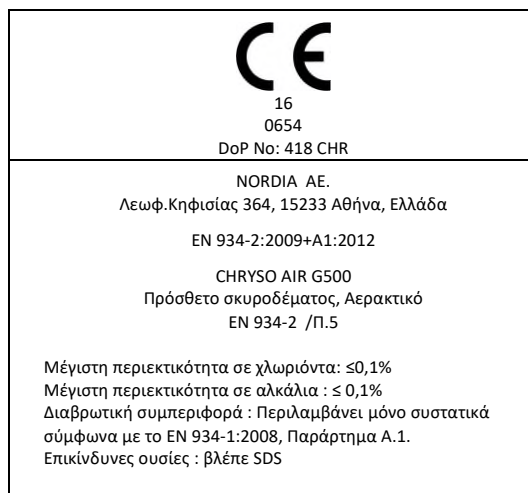 CE
16
0654
DoP No: 418 CHR
NORDIA ΑΕ.
Λεωφ.Κηφισίας 364, 15233 Αθήνα, Ελλάδα
EN 934-2:2009+A1:2012
CHRYSO AIR G500
Πρόσθετο σκυροδέματος, Αερακτικό
EN 934-2 /Π.5
Μέγιστη περιεκτικότητα σε χλωριόντα: ≤0,1%
Μέγιστη περιεκτικότητα σε αλκάλια : ≤ 0,1%
Διαβρωτική συμπεριφορά : Περιλαμβάνει μόνο συστατικά
σύμφωνα με το EN 934-1:2008, Παράρτημα Α.1.
Επικίνδυνες ουσίες : βλέπε SDS